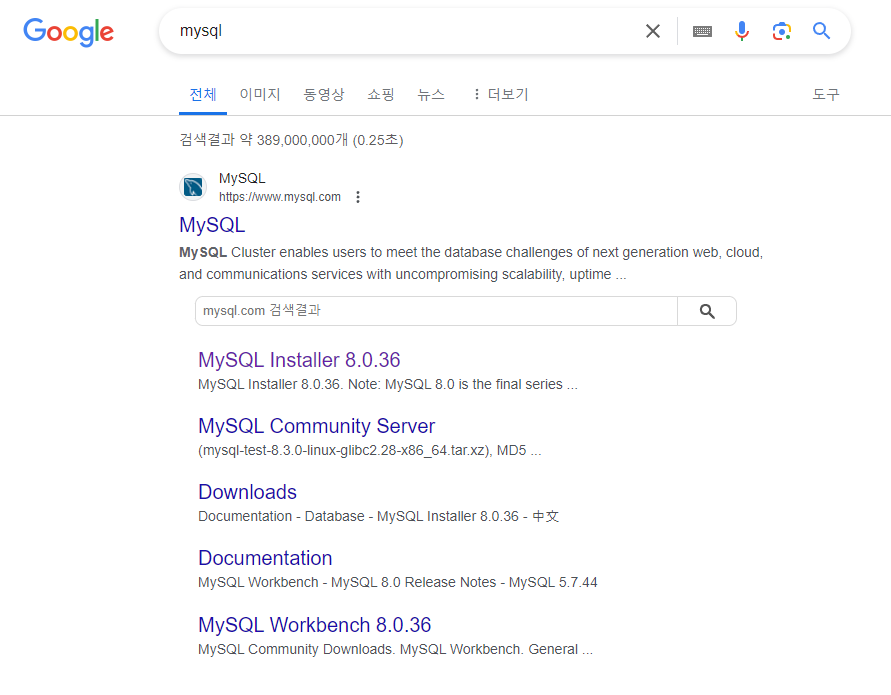 Google
mysql
전체 이미지 동영상 쇼핑 뉴스 더보기 도구
검색결과 약 389,000,000개 (0.25초)
MySQL
https://www.mysql.com
MySQL
MySQL Cluster enables users to meet the database challenges of next generation web, cloud,
and communications services with uncompromising scalability, uptime ...
mysql.com 검색결과
MySQL Installer 8.0.36
MySQL Installer 8.0.36. Note: MySQL 8.0 is the final series ...
MySQL Community Server
(mysql-test-8.3.0-linux-glibc2.28-x86_64.tar.xz), MD5 ...
Downloads
Documentation - Database - MySQL Installer 8.0.36 - 中文
Documentation
MySQL Workbench - MySQL 8.0 Release Notes - MySQL 5.7.44
MySQL Workbench 8.0.36
MySQL Community Downloads. MySQL Workbench. General ...